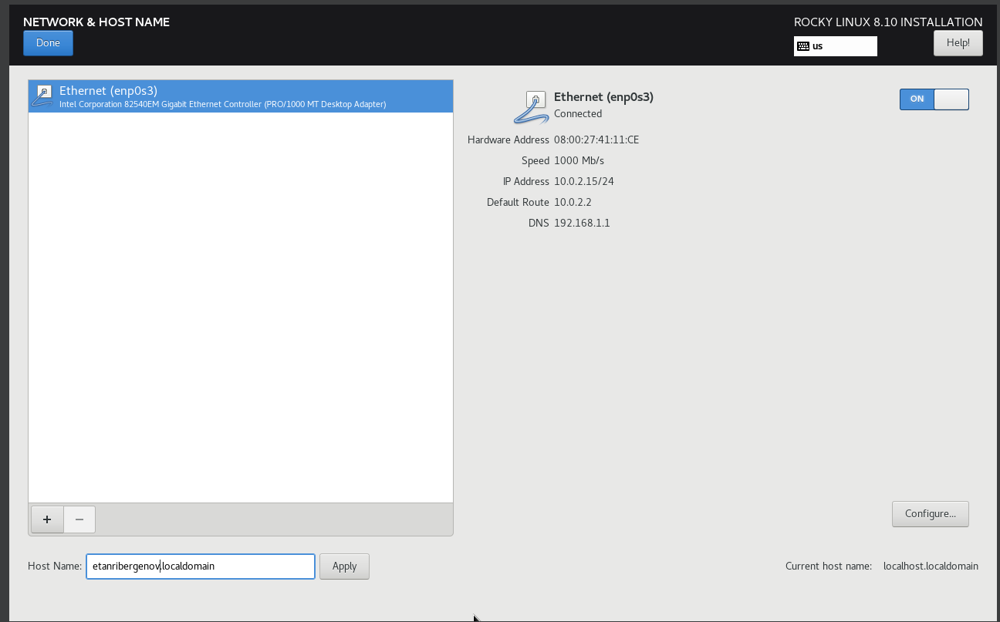 NETWORK & HOST NAME
ROCKY LINUX 8.10 INSTALLATION
Done
us
Help!
Ethernet (enp0s3)
Intel Corporation 82540EM Gigabit Ethernet Controller (PRO/1000 MT Desktop Adapter)
Ethernet (enp0s3)
Connected
ON
Hardware Address 08:00:27:41:11:CE
Speed 1000 Mb/s
IP Address 10.0.2.15/24
Default Route 10.0.2.2
DNS 192.168.1.1
+ −
Configure...
Host Name: etanribergenov.localdomain Apply
Current host name: localhost.localdomain